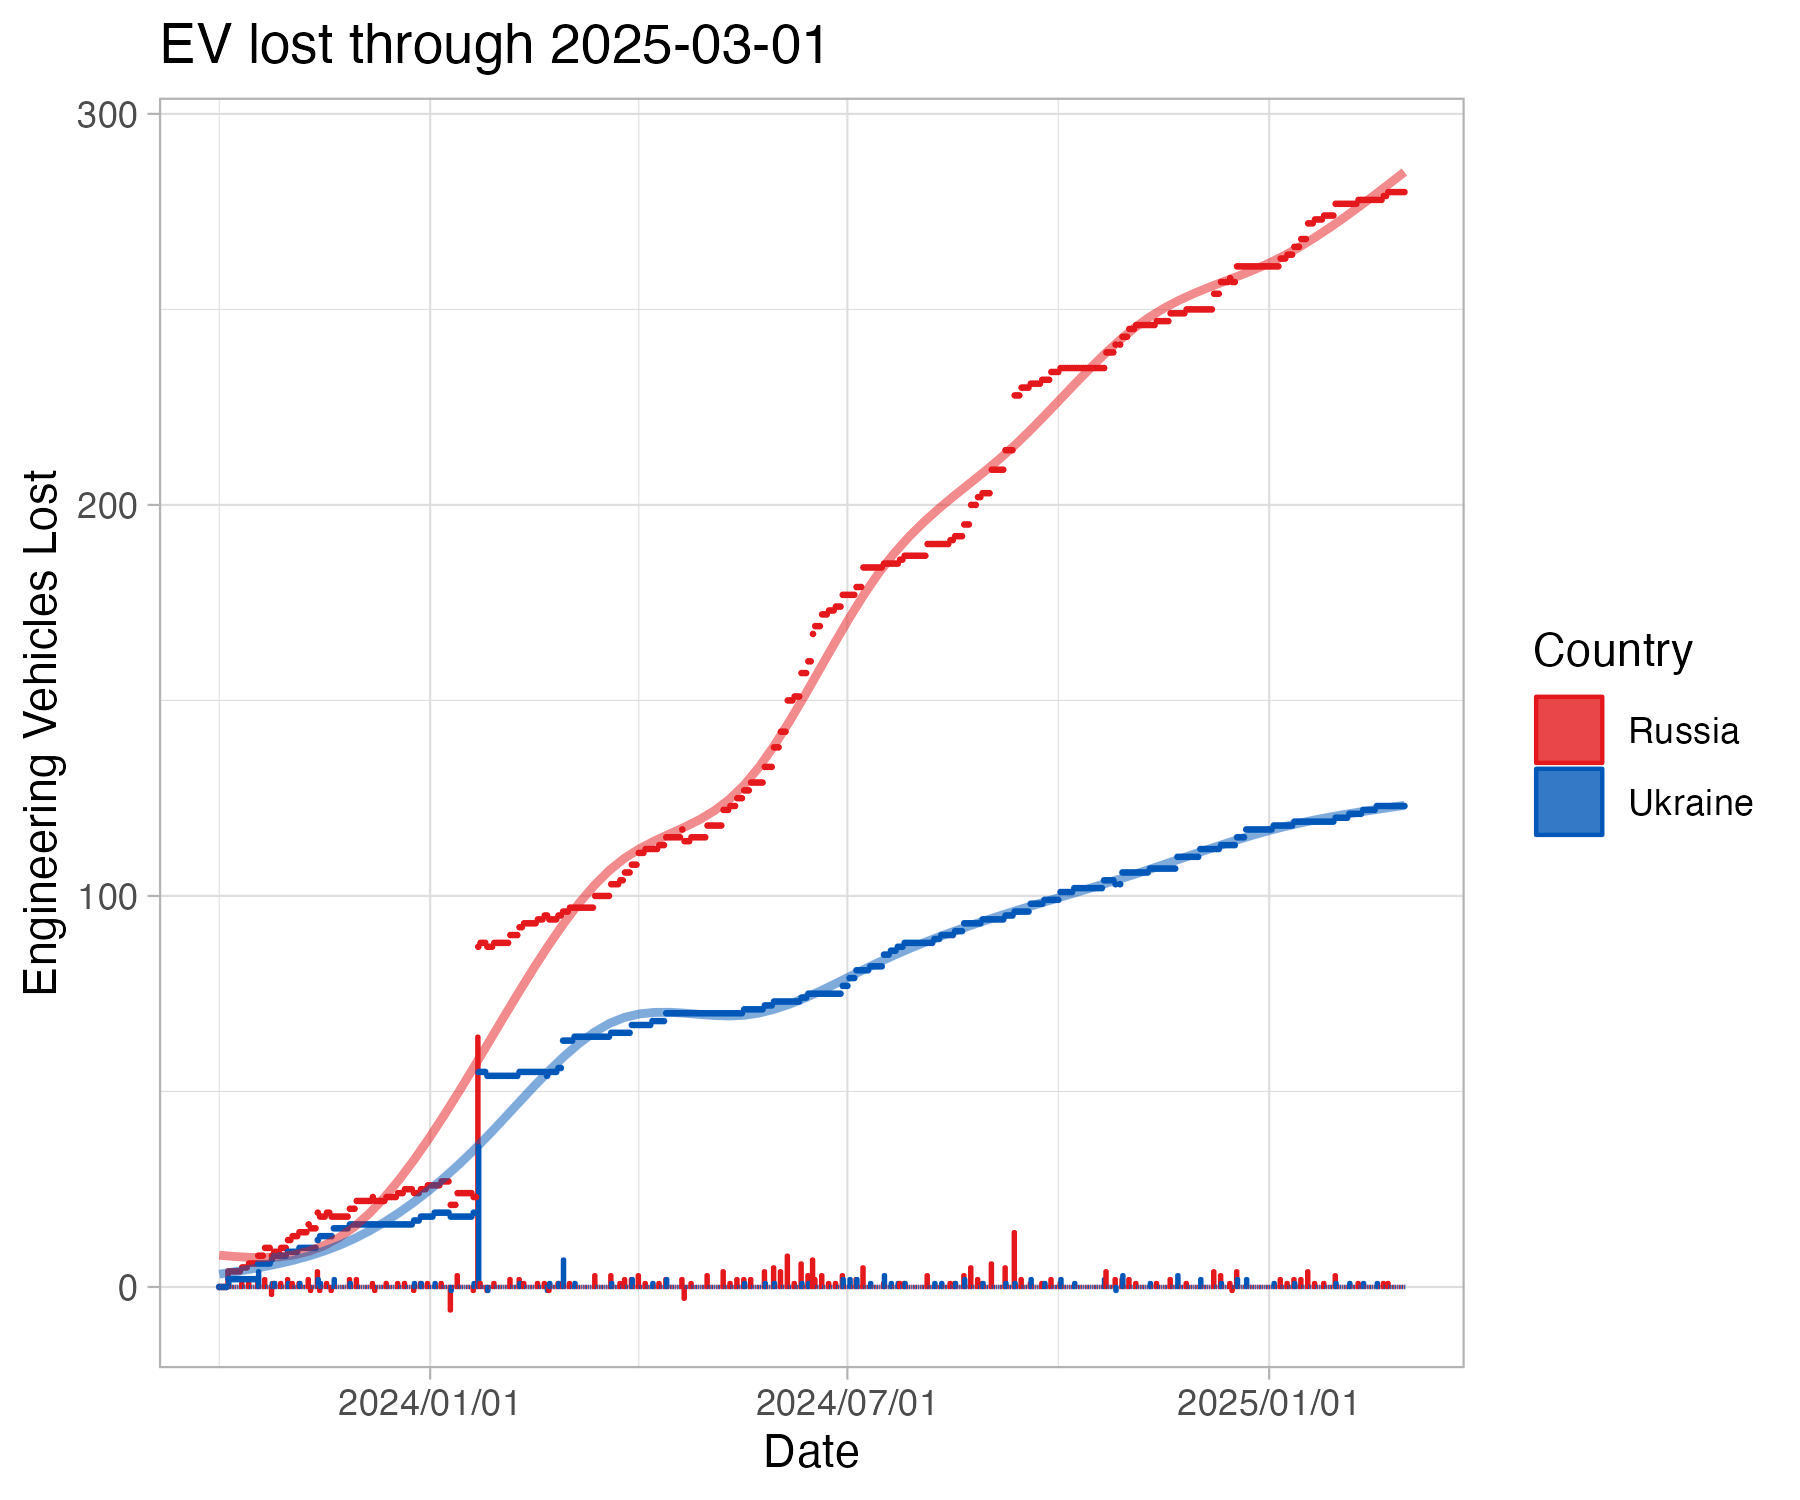 EV lost through 2025-03-01
Engineering Vehicles Lost
300
200
100
0
2024/01/01
2024/07/01
2025/01/01
Date
Country
Russia
Ukraine